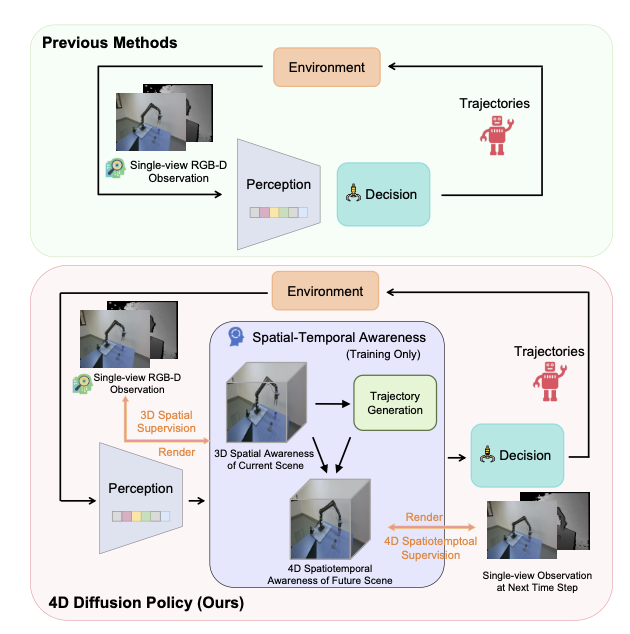 Previous Methods
Environment
Trajectories
Single-view RGB-D
Observation
Perception
Decision
Environment
Spatial-Temporal Awareness
(Training Only)
Trajectories
Single-view RGB-D
Observation
3D Spatial
Supervision
Render
Trajectory
Generation
3D Spatial Awareness
of Current Scene
Decision
Perception
Render
4D Spatiotemptoal
Supervision
4D Spatiotemporal
Awareness of Future Scene
Single-view Observation
at Next Time Step
4D Diffusion Policy (Ours)